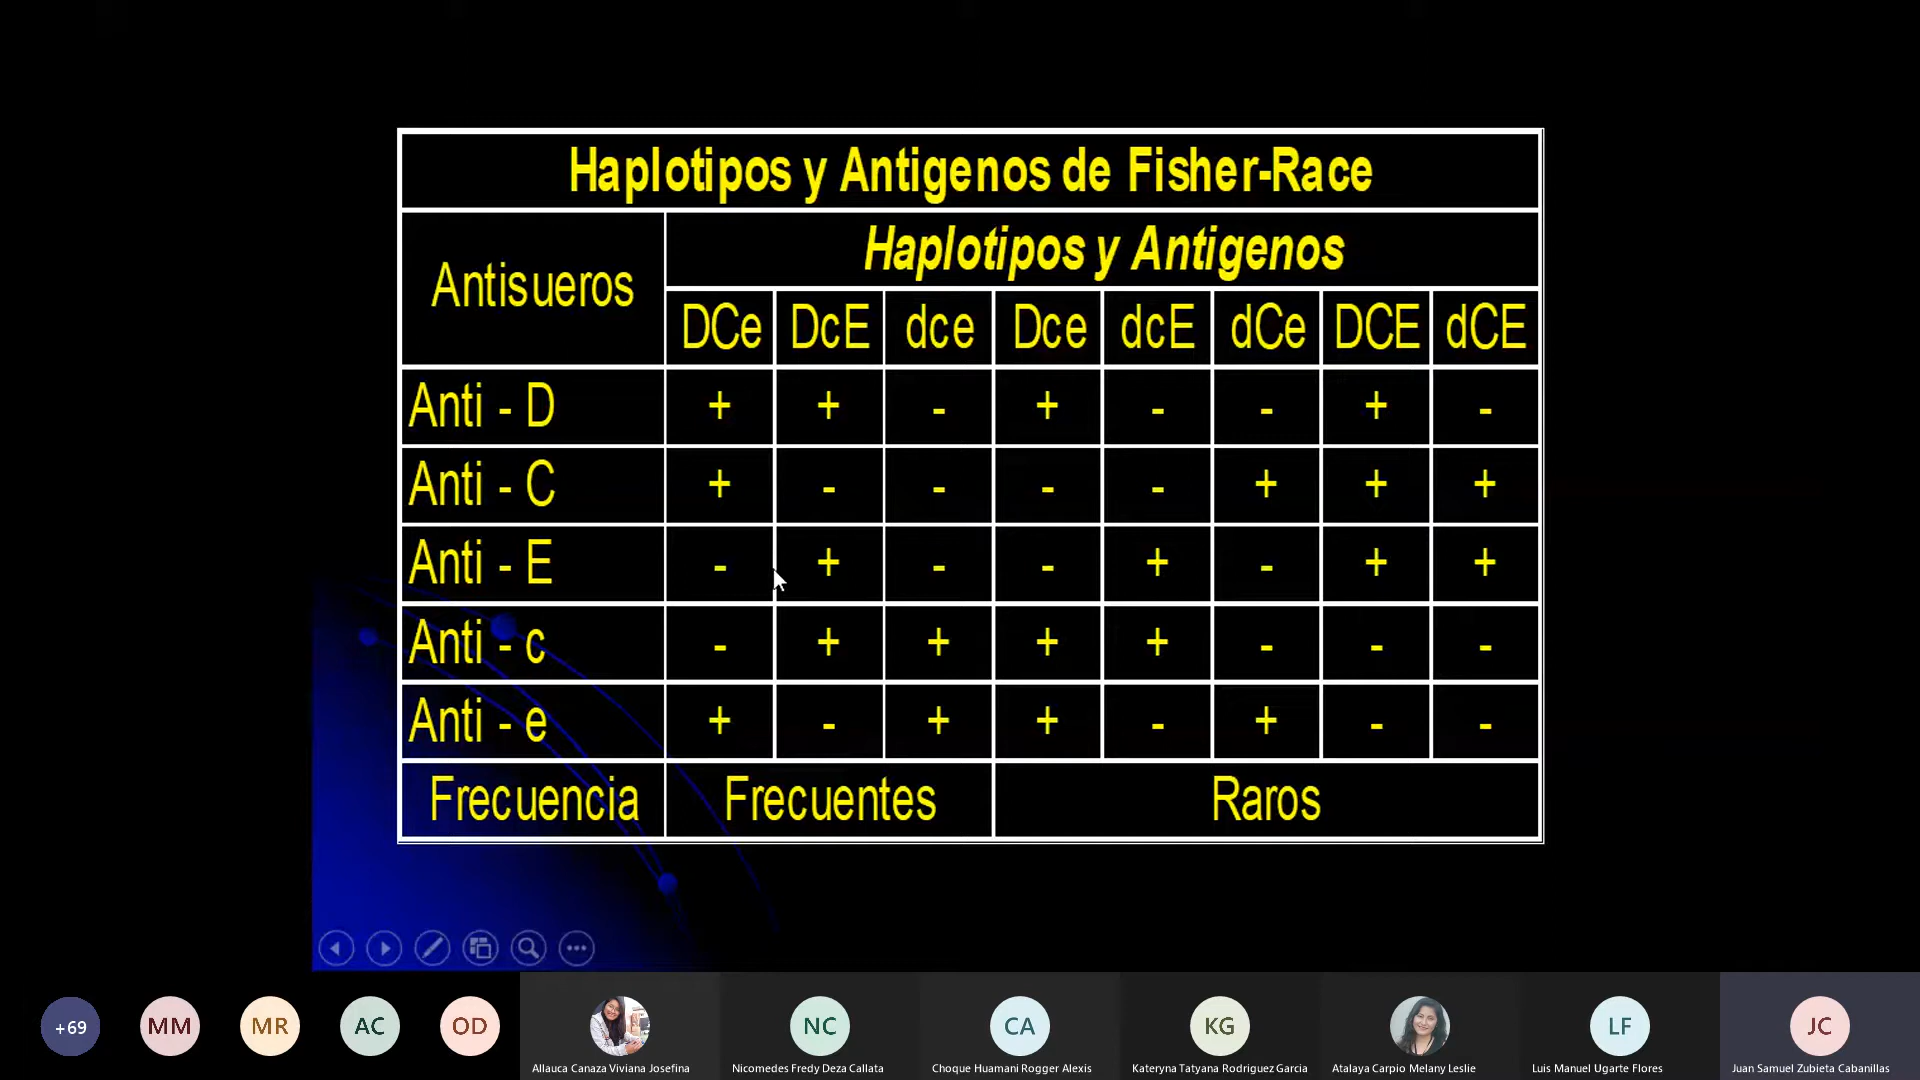 Haplotipos y Antigenos de Fisher-Race
Antisueros
Haplotipos y Antigenos
DCe DcE dce Dce dcE dCe DCE dCE
Anti - D + + - + - - + -
Anti - C + - - - - + + +
Anti - E - + - - + - + +
Anti - c - + + + + - - -
Anti - e + - + + - + - -
Frecuencia Frecuentes Raros
+69 MM MR AC OD NC CA KG LF JC
Allauca Canaza Viviana Josefina Nicomedes Fredy Deza Callata Choque Huamani Rogger Alexis Kateryna Tatyana Rodriguez Garcia Atalaya Carpio Melany Leslie Luis Manuel Ugarte Flores Juan Samuel Zubieta Cabanillas